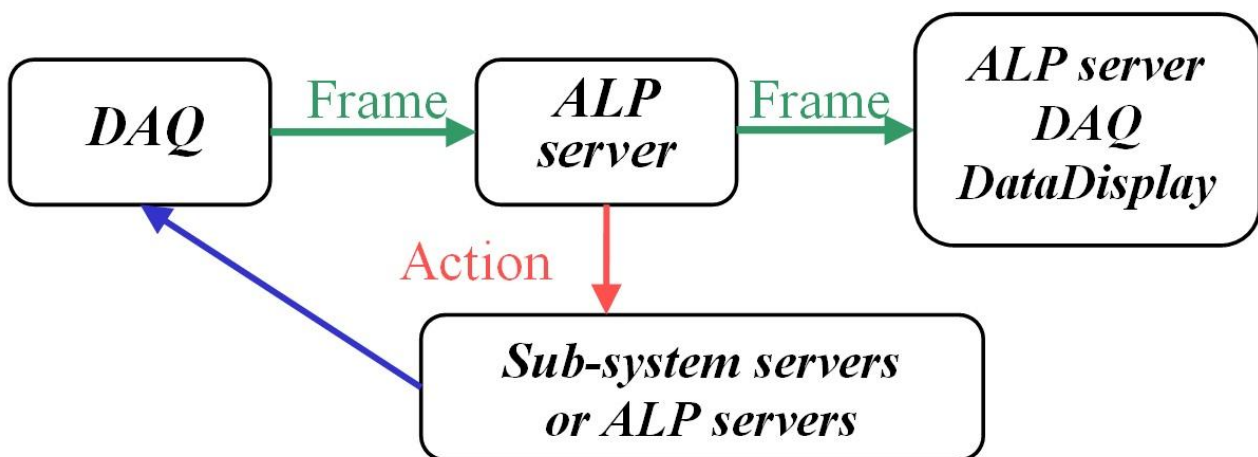 DAQ
Frame
ALP
server
Frame
ALP server
DAQ
DataDisplay
Action
Sub-system servers
or ALP servers